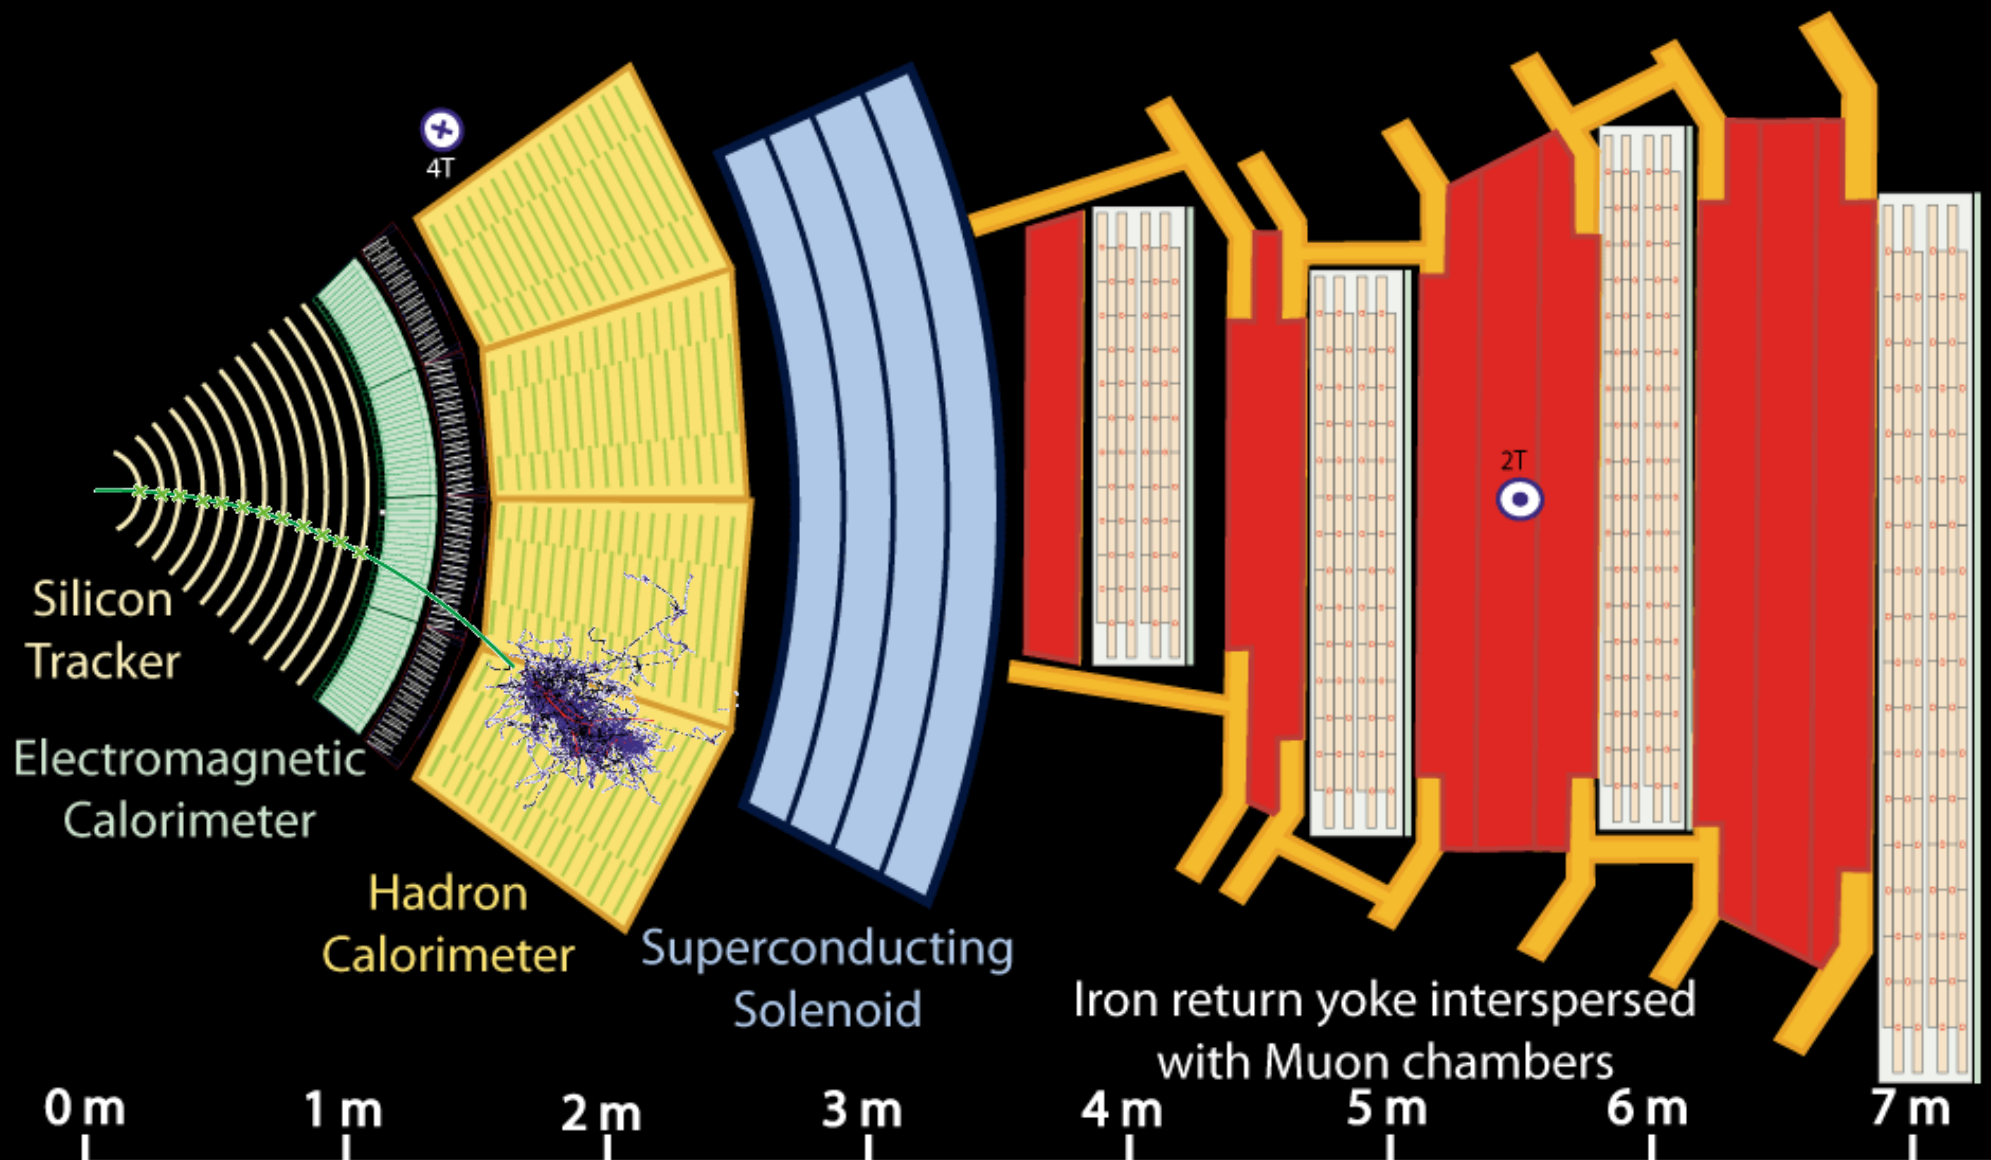 4T
2T
Silicon
Tracker
Electromagnetic
Calorimeter
Hadron
Calorimeter
Superconducting
Solenoid
Iron return yoke interspersed
with Muon chambers
0 m 1 m 2 m 3 m 4 m 5 m 6 m 7 m